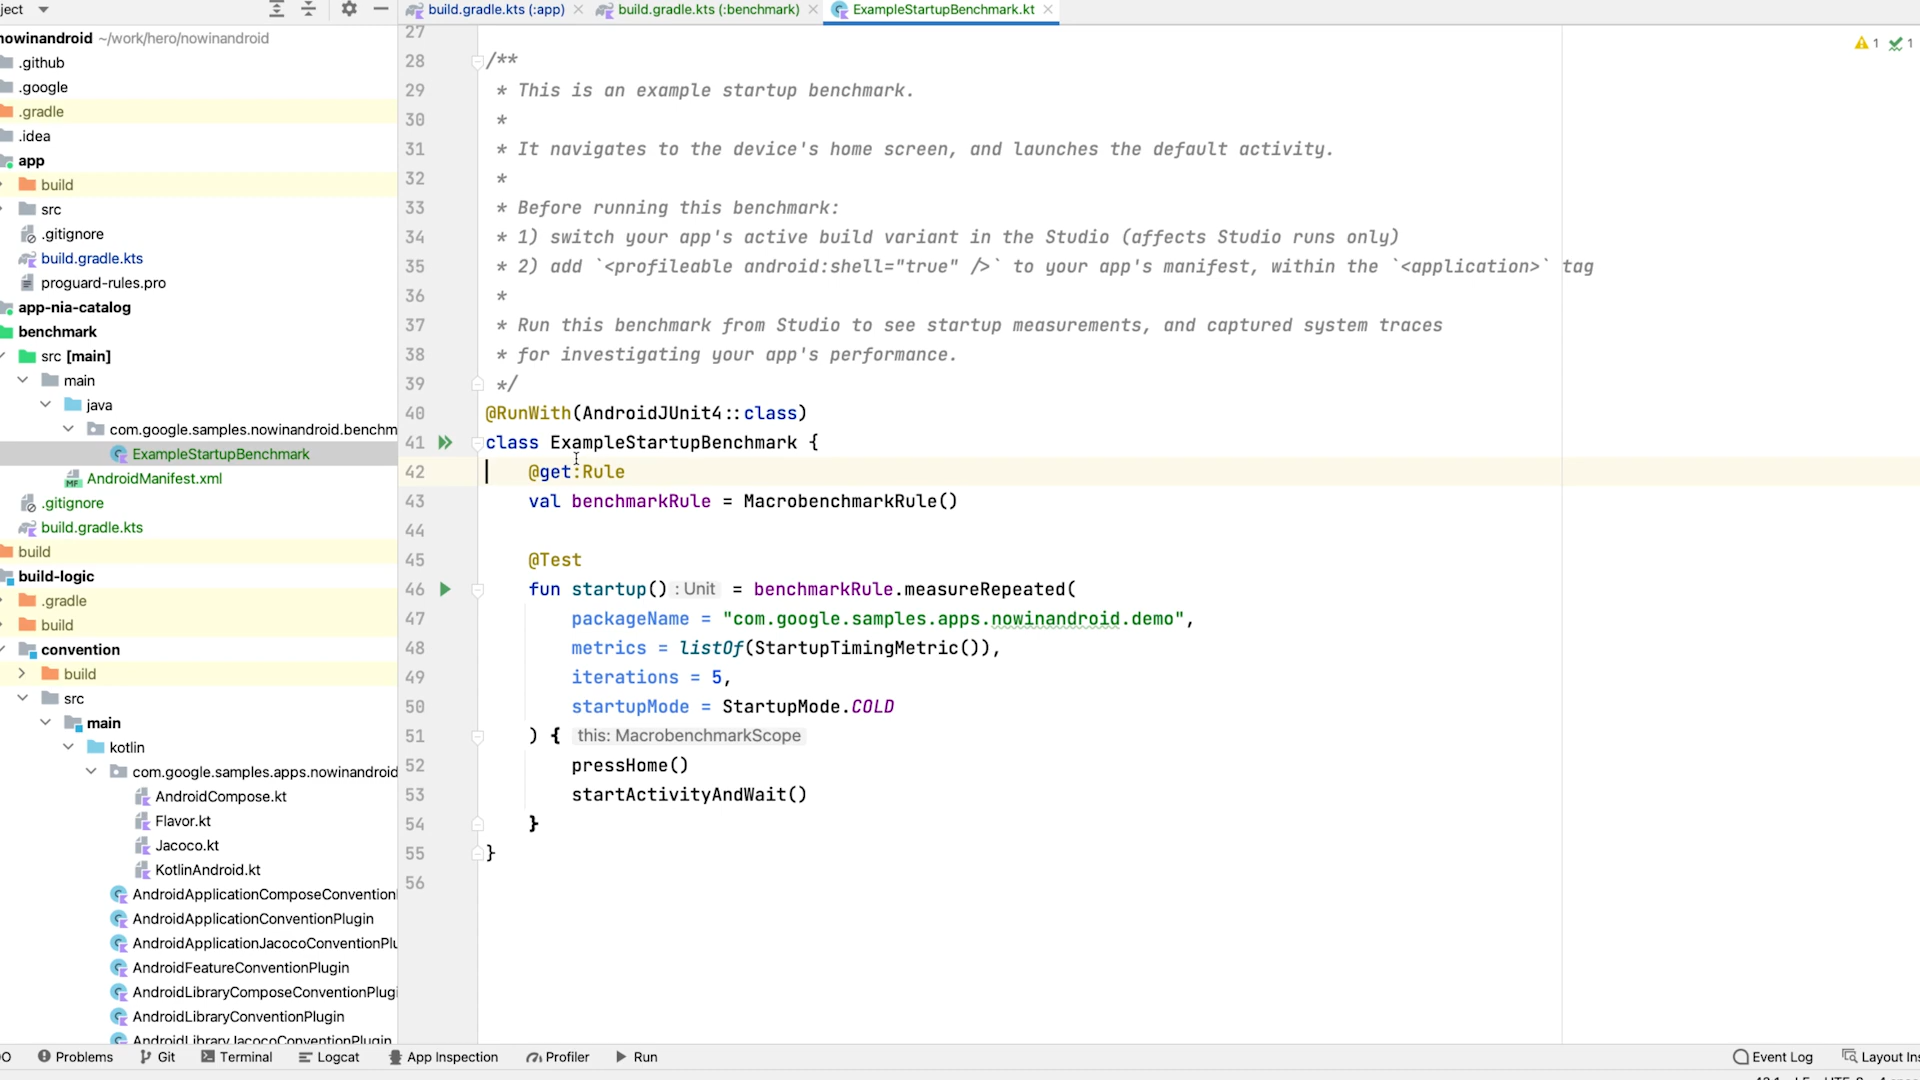 ject
build.gradle.kts (:app)
build.gradle.kts (:benchmark)
ExampleStartupBenchmark.kt
nowinandroid ~/work/hero/nowinandroid
.github
.google
.gradle
.idea
app
build
src
.gitignore
build.gradle.kts
proguard-rules.pro
app-nia-catalog
benchmark
src [main]
main
java
com.google.samples.nowinandroid.benchm
ExampleStartupBenchmark
AndroidManifest.xml
.gitignore
build.gradle.kts
build
build-logic
.gradle
build
convention
build
src
main
kotlin
com.google.samples.apps.nowinandroid
AndroidCompose.kt
Flavor.kt
Jacoco.kt
KotlinAndroid.kt
AndroidApplicationComposeConvention
AndroidApplicationConventionPlugin
AndroidApplicationJacocoConventionPlu
AndroidFeatureConventionPlugin
AndroidLibraryComposeConventionPlugi
AndroidLibraryConventionPlugin
AndroidLibraryJacocoConventionPlugin
27
28 /**
29 * This is an example startup benchmark.
30 *
31 * It navigates to the device's home screen, and launches the default activity.
32 *
33 * Before running this benchmark:
34 * 1) switch your app's active build variant in the Studio (affects Studio runs only)
35 * 2) add `<profileable android:shell="true" />` to your app's manifest, within the `<application>` tag
36 *
37 * Run this benchmark from Studio to see startup measurements, and captured system traces
38 * for investigating your app's performance.
39 */
40 @RunWith(AndroidJUnit4::class)
41 class ExampleStartupBenchmark {
42 @get:Rule
43 val benchmarkRule = MacrobenchmarkRule()
44
45 @Test
46 fun startup() : Unit = benchmarkRule.measureRepeated(
47 packageName = "com.google.samples.apps.nowinandroid.demo",
48 metrics = listOf(StartupTimingMetric()),
49 iterations = 5,
50 startupMode = StartupMode.COLD
51 ) { this: MacrobenchmarkScope
52 pressHome()
53 startActivityAndWait()
54 }
55 }
56
1 1
DO Problems Git Terminal Logcat App Inspection Profiler Run Event Log Layout Ins